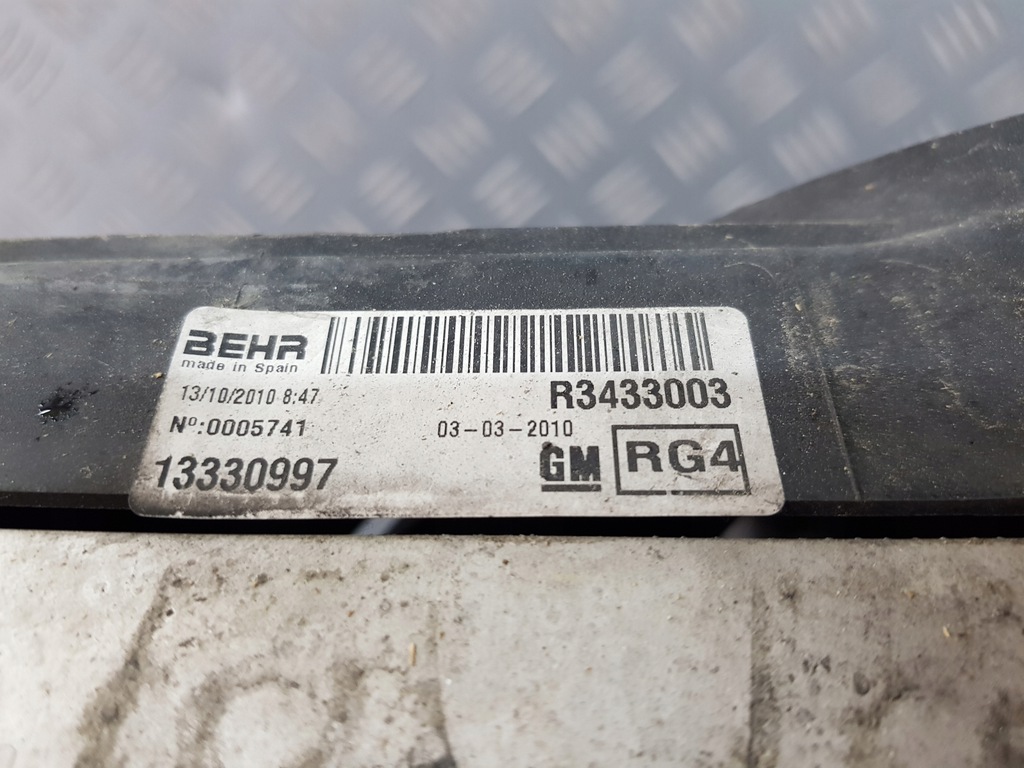 BEHR
made in Spain
13/10/2010 8:47
R3433003
Nº:0005741
03-03-2010
13330997
GM
RG4